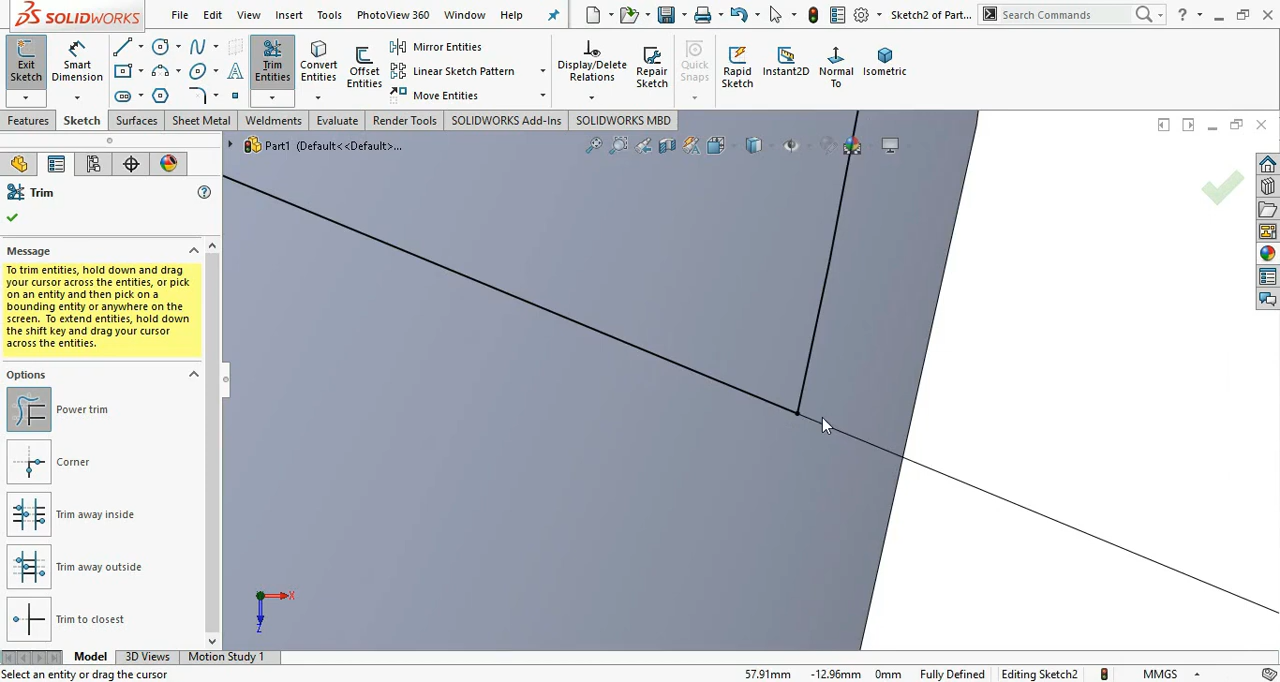 SOLIDWORKS File Edit View Insert Tools PhotoView 360 Window Help Sketch2 of Part... Search Commands
Exit Sketch Smart Dimension Trim Entities Convert Entities Offset Entities Mirror Entities Linear Sketch Pattern Move Entities Display/Delete Relations Repair Sketch Quick Snaps Rapid Sketch Instant2D Normal To Isometric
Features Sketch Surfaces Sheet Metal Weldments Evaluate Render Tools SOLIDWORKS Add-Ins SOLIDWORKS MBD
Part1 (Default<<Default>...
Trim
Message
To trim entities, hold down and drag
your cursor across the entities, or pick
on an entity and then pick on a
bounding entity or anywhere on the
screen. To extend entities, hold down
the shift key and drag your cursor
across the entities.
Options
Power trim
Corner
Trim away inside
Trim away outside
Trim to closest
X
Z
Model 3D Views Motion Study 1
Select an entity or drag the cursor 57.91mm -12.96mm 0mm Fully Defined Editing Sketch2 MMGS